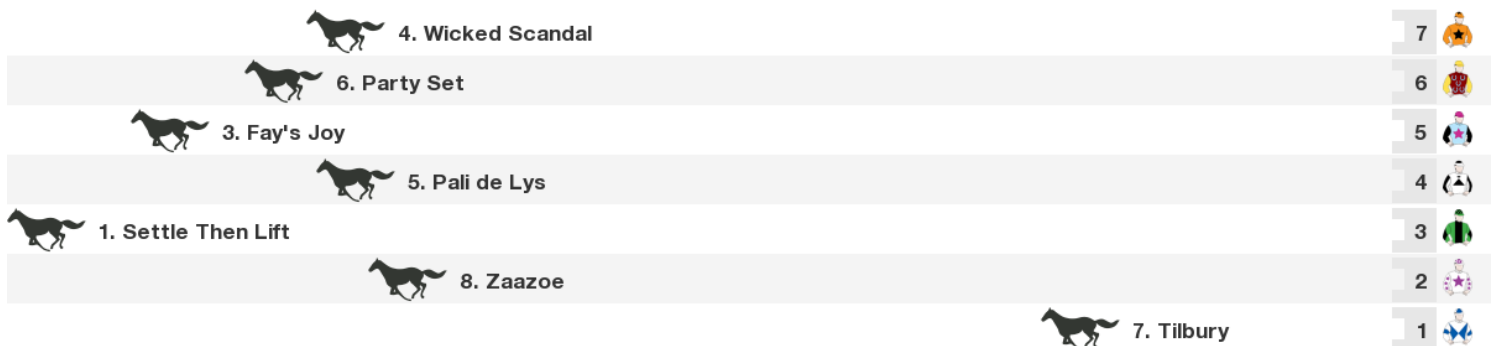 4. Wicked Scandal 7
6. Party Set 6
3. Fay's Joy 5
5. Pali de Lys 4
1. Settle Then Lift 3
8. Zaazoe 2
7. Tilbury 1